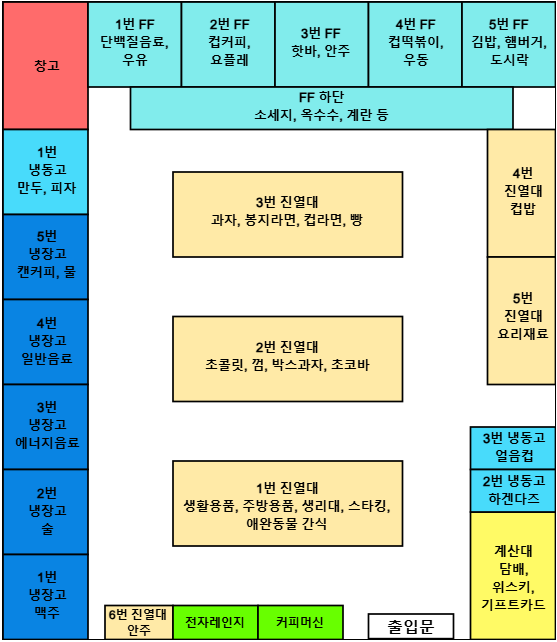 창고
1번 FF
단백질음료,
우유
2번 FF
컵커피,
요플레
3번 FF
핫바, 안주
4번 FF
컵떡볶이,
우동
5번 FF
김밥, 햄버거,
도시락
FF 하단
소세지, 옥수수, 계란 등
1번
냉동고
만두, 피자
5번
냉장고
캔커피, 물
4번
냉장고
일반음료
3번
냉장고
에너지음료
2번
냉장고
술
1번
냉장고
맥주
3번 진열대
과자, 봉지라면, 컵라면, 빵
2번 진열대
초콜릿, 껌, 박스과자, 초코바
1번 진열대
생활용품, 주방용품, 생리대, 스타킹,
애완동물 간식
4번
진열대
컵밥
5번
진열대
요리재료
3번 냉동고
얼음컵
2번 냉동고
하겐다즈
계산대
담배,
위스키,
기프트카드
6번 진열대
안주
전자레인지
커피머신
출입문